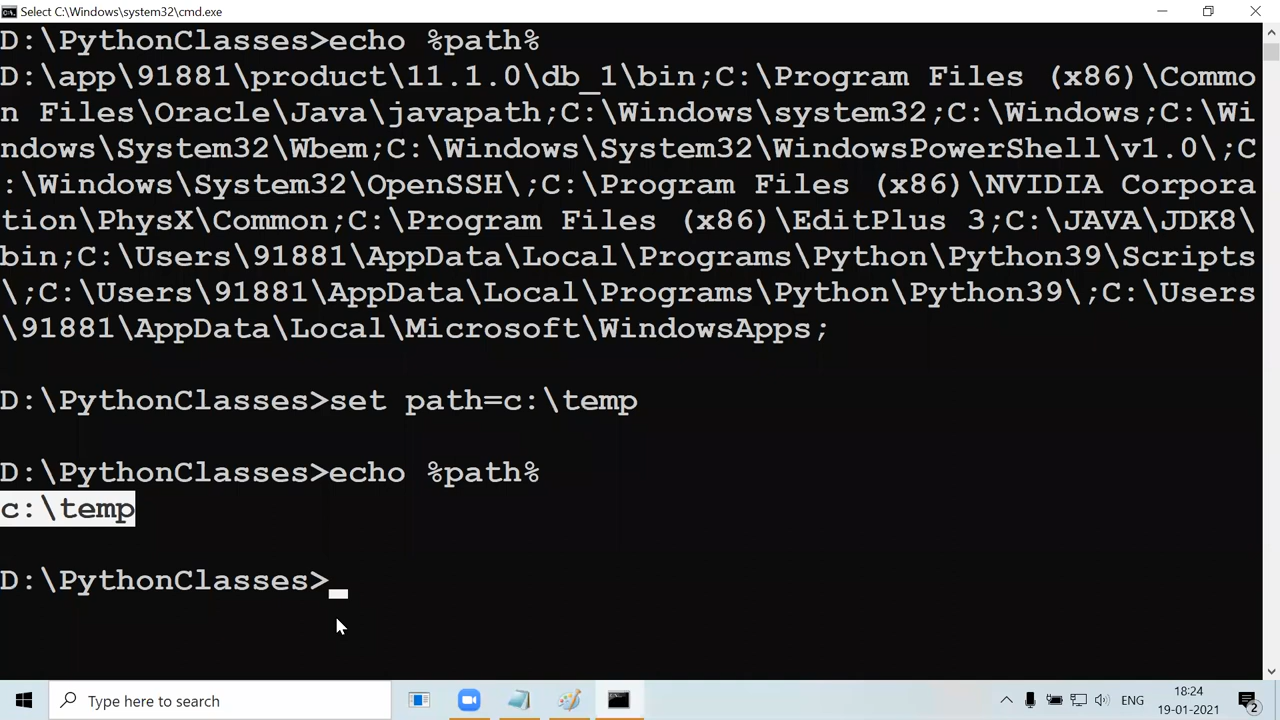 Select C:\Windows\system32\cmd.exe
D:\PythonClasses>echo %path%
D:\app\91881\product\11.1.0\db_1\bin;C:\Program Files (x86)\Commo
n Files\Oracle\Java\javapath;C:\Windows\system32;C:\Windows;C:\Wi
ndows\System32\Wbem;C:\Windows\System32\WindowsPowerShell\v1.0\;C
:\Windows\System32\OpenSSH\;C:\Program Files (x86)\NVIDIA Corpora
tion\PhysX\Common;C:\Program Files (x86)\EditPlus 3;C:\JAVA\JDK8\
bin;C:\Users\91881\AppData\Local\Programs\Python\Python39\Scripts
\;C:\Users\91881\AppData\Local\Programs\Python\Python39\;C:\Users
\91881\AppData\Local\Microsoft\WindowsApps;
D:\PythonClasses>set path=c:\temp
D:\PythonClasses>echo %path%
c:\temp
D:\PythonClasses>
Type here to search
ENG
18:24
19-01-2021
2